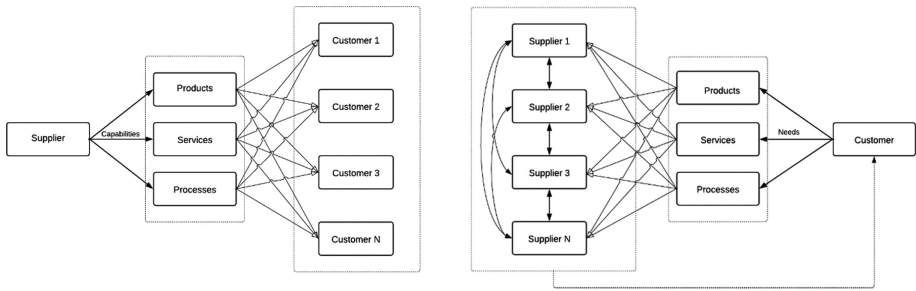 Supplier
Capabilities
Products
Services
Processes
Customer 1
Customer 2
Customer 3
Customer N
Supplier 1
Supplier 2
Supplier 3
Supplier N
Products
Services
Processes
Needs
Customer